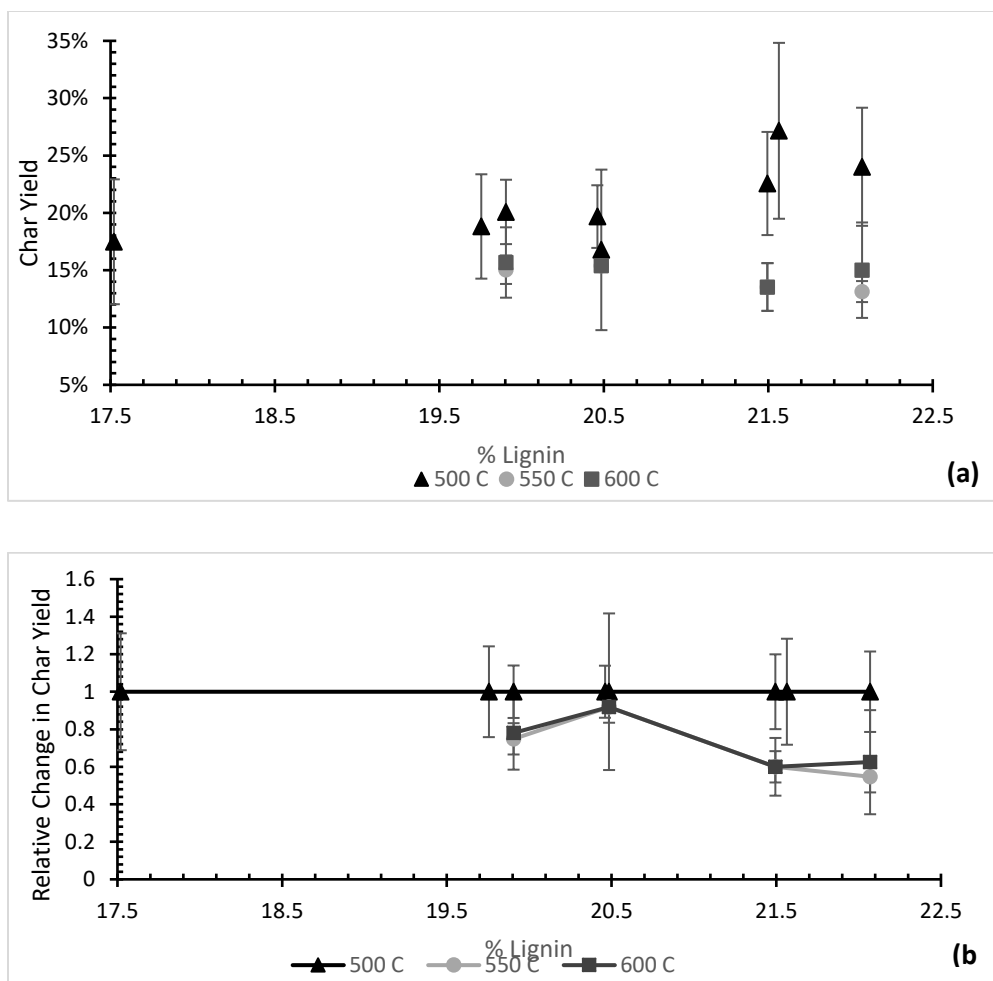 35%
30%
25%
20%
15%
10%
5%
Char Yield
17.5 18.5 19.5 20.5 21.5 22.5
% Lignin
500 C 550 C 600 C
(a)
1.6
1.4
1.2
1
0.8
0.6
0.4
0.2
0
Relative Change in Char Yield
17.5 18.5 19.5 20.5 21.5 22.5
% Lignin
500 C 550 C 600 C
(b